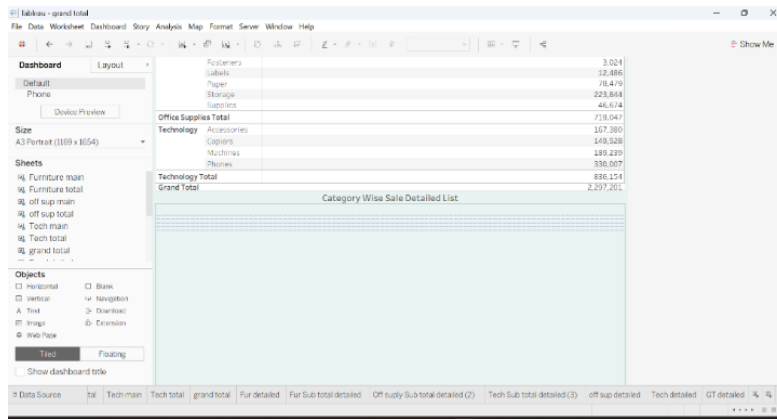 Tableau - grand total
File Data Worksheet Dashboard Story Analysis Map Format Server Window Help
Show Me
Dashboard Layout
Default
Phone
Device Preview
Size
A3 Portrait (1169 x 1654)
Sheets
Furniture main
Furniture total
off sup main
off sup total
Tech main
Tech total
grand total
Objects
Horizontal Blank
Vertical Navigation
A Text Download
Image Extension
Web Page
Tiled Floating
Show dashboard title
Fasteners 3,024
Labels 12,486
Paper 78,479
Storage 223,844
Supplies 46,674
Office Supplies Total 719,047
Technology Accessories 167,380
Copiers 149,528
Machines 189,239
Phones 330,007
Technology Total 836,154
Grand Total 2,297,201
Category Wise Sale Detailed List
Data Source tal Tech main Tech total grand total Fur detailed Fur Sub total detailed Off suply Sub total detailed (2) Tech Sub total detailed (3) off sup detailed Tech detailed GT detailed